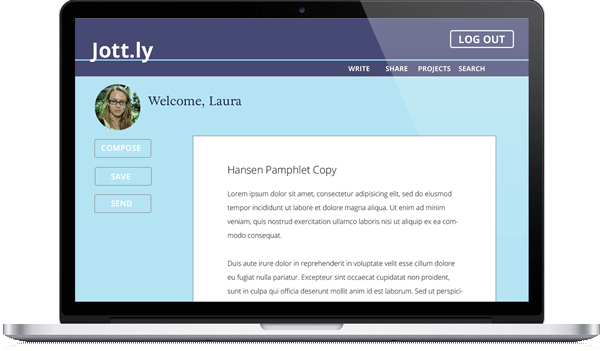 Jott.ly
LOG OUT
WRITE SHARE PROJECTS SEARCH
Welcome, Laura
COMPOSE
SAVE
SEND
Hansen Pamphlet Copy
Lorem ipsum dolor sit amet, consectetur adipisicing elit, sed do eiusmod
tempor incididunt ut labore et dolore magna aliqua. Ut enim ad minim
veniam, quis nostrud exercitation ullamco laboris nisi ut aliquip ex ea com-
modo consequat.
Duis aute irure dolor in reprehenderit in voluptate velit esse cillum dolore
eu fugiat nulla pariatur. Excepteur sint occaecat cupidatat non proident,
sunt in culpa qui officia deserunt mollit anim id est laborum. Sed ut perspici-